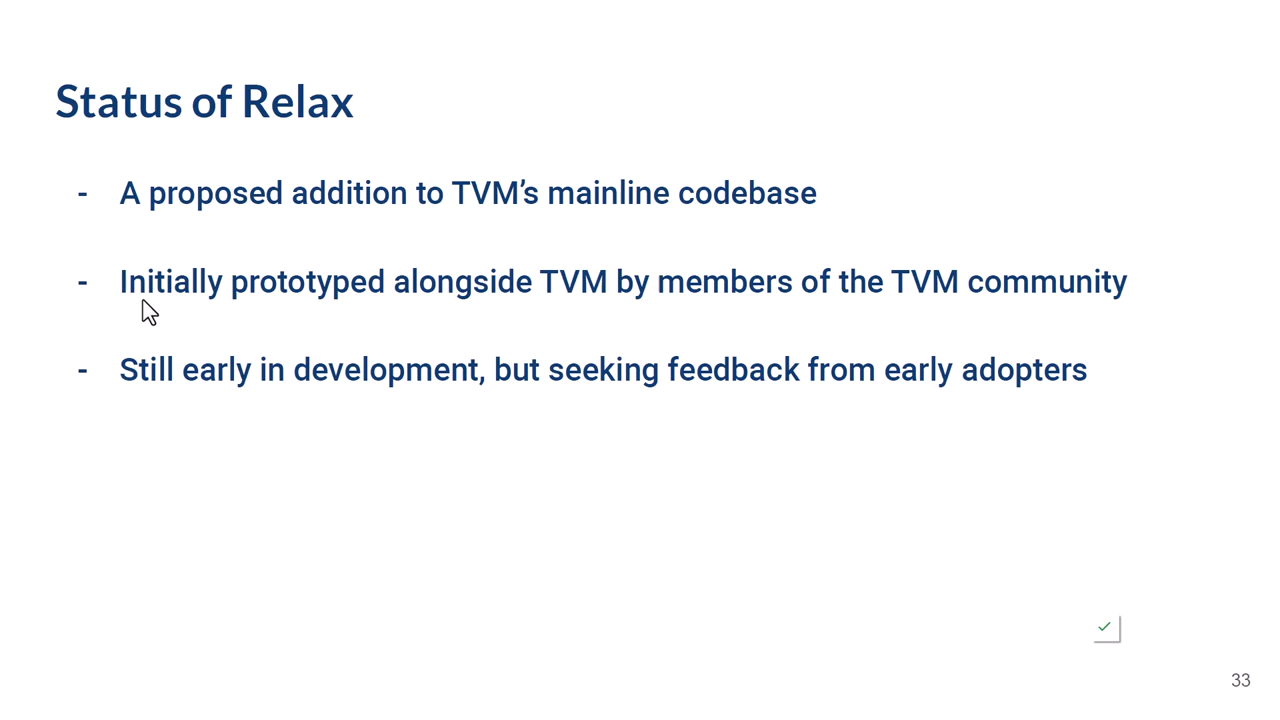 Status of Relax
- A proposed addition to TVM’s mainline codebase
- Initially prototyped alongside TVM by members of the TVM community
- Still early in development, but seeking feedback from early adopters
33